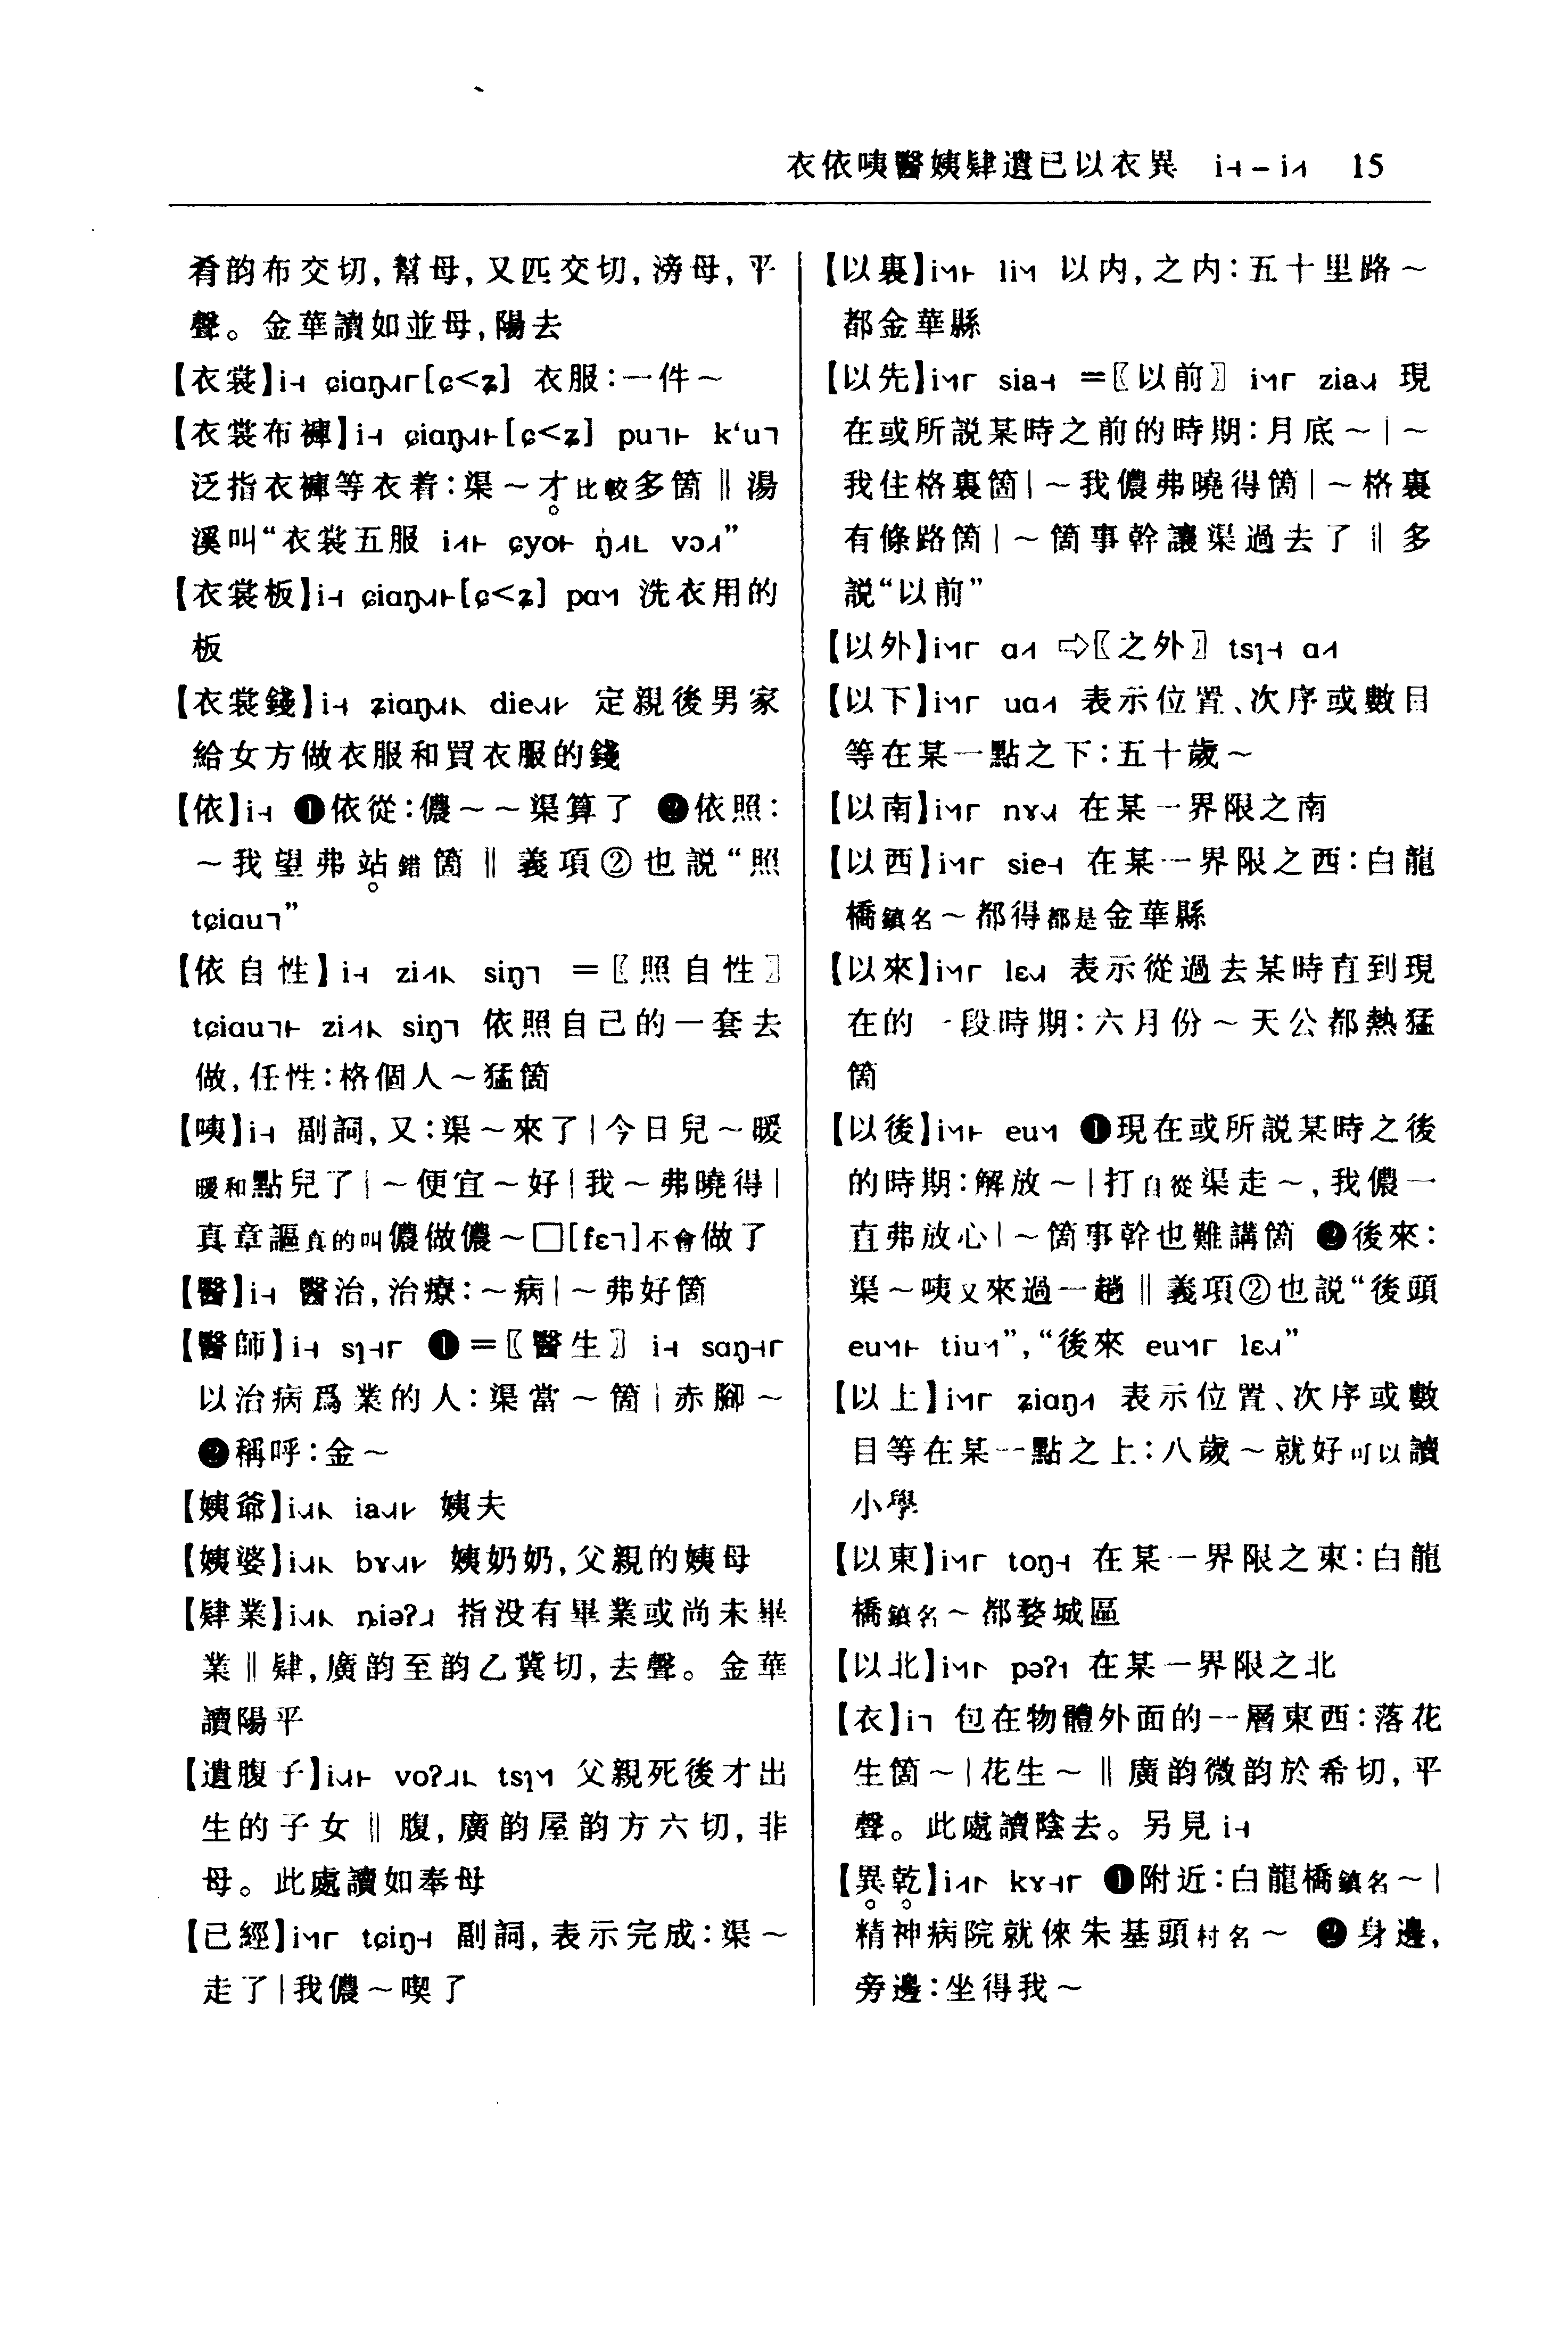 衣依咦醫姨肄遺已以衣異 i – i 15
肴韵布交切,幫母,又匹交切,滂母,平
聲。金華讀如並母,陽去
【衣裳】i ɕiɑŋ[ɕ<ʑ] 衣服:一件～
【衣裳布褲】i ɕiɑŋ[ɕ<ʑ] pu k‘u
泛指衣褲等衣着:渠～才比較多箇‖湯
溪叫“衣裳五服 i ɕyo ŋ̍ vɔ”
【衣裳板】i ɕiɑŋ[ɕ<ʑ] pɑ 洗衣用的
板
【衣裳錢】i ʑiɑŋ die 定親後男家
給女方做衣服和買衣服的錢
【依】i ❶依從:儂～～渠算了 ❷依照:
～我望弗站錯箇‖義項②也説“照
tɕiɑu”
【依自性】i zi siŋ =〖照自性〗
tɕiɑu zi siŋ 依照自己的一套去
做,任性:格個人～猛箇
【咦】i 副詞,又:渠～來了|今日兒～暖
暖和點兒了|～便宜～好|我～弗曉得|
真章謳真的叫儂做儂～□[fɛ]不會做了
【醫】i 醫治,治療:～病|～弗好箇
【醫師】i sɿ ❶=〖醫生〗 i sɑŋ
以治病爲業的人:渠當～箇|赤腳～
❷稱呼:金～
【姨爺】i ia 姨夫
【姨婆】i bɤ 姨奶奶,父親的姨母
【肄業】i ȵiəʔ 指没有畢業或尚未畢
業‖肄,廣韵至韵乙冀切,去聲。金華
讀陽平
【遺腹子】i voʔ tsɿ 父親死後才出
生的子女‖腹,廣韵屋韵方六切,非
母。此處讀如奉母
【已經】i tɕiŋ 副詞,表示完成:渠～
走了|我儂～喫了
【以裏】i li 以内,之内:五十里路～
都金華縣
【以先】i sia =〖以前〗 i zia 現
在或所説某時之前的時期:月底～|～
我住格裏箇|～我儂弗曉得箇|～格裏
有條路箇|～箇事幹讓渠過去了‖多
説“以前”
【以外】i ɑ ⇨〖之外〗 tsɿ ɑ
【以下】i uɑ 表示位置、次序或數目
等在某一點之下:五十歲～
【以南】i nɤ 在某一界限之南
【以西】i sie 在某一界限之西:白龍
橋鎮名～都得都是金華縣
【以來】i lɛ 表示從過去某時直到現
在的一段時期:六月份～天公都熱猛
箇
【以後】i eu ❶現在或所説某時之後
的時期:解放～|打自從渠走～,我儂一
直弗放心|～箇事幹也難講箇 ❷後來:
渠～咦又來過一趟‖義項②也説“後頭
eu tiu”,“後來 eu lɛ”
【以上】i ʑiɑŋ 表示位置、次序或數
目等在某一點之上:八歲～就好可以讀
小學
【以東】i toŋ 在某一界限之東:白龍
橋鎮名～都婺城區
【以北】i pəʔ 在某一界限之北
【衣】i 包在物體外面的一層東西:落花
生箇～|花生～‖廣韵微韵於希切,平
聲。此處讀陰去。另見 i
【異乾】i kɤ ❶附近:白龍橋鎮名～|
精神病院就倈朱基頭村名～ ❷身邊,
旁邊:坐得我～